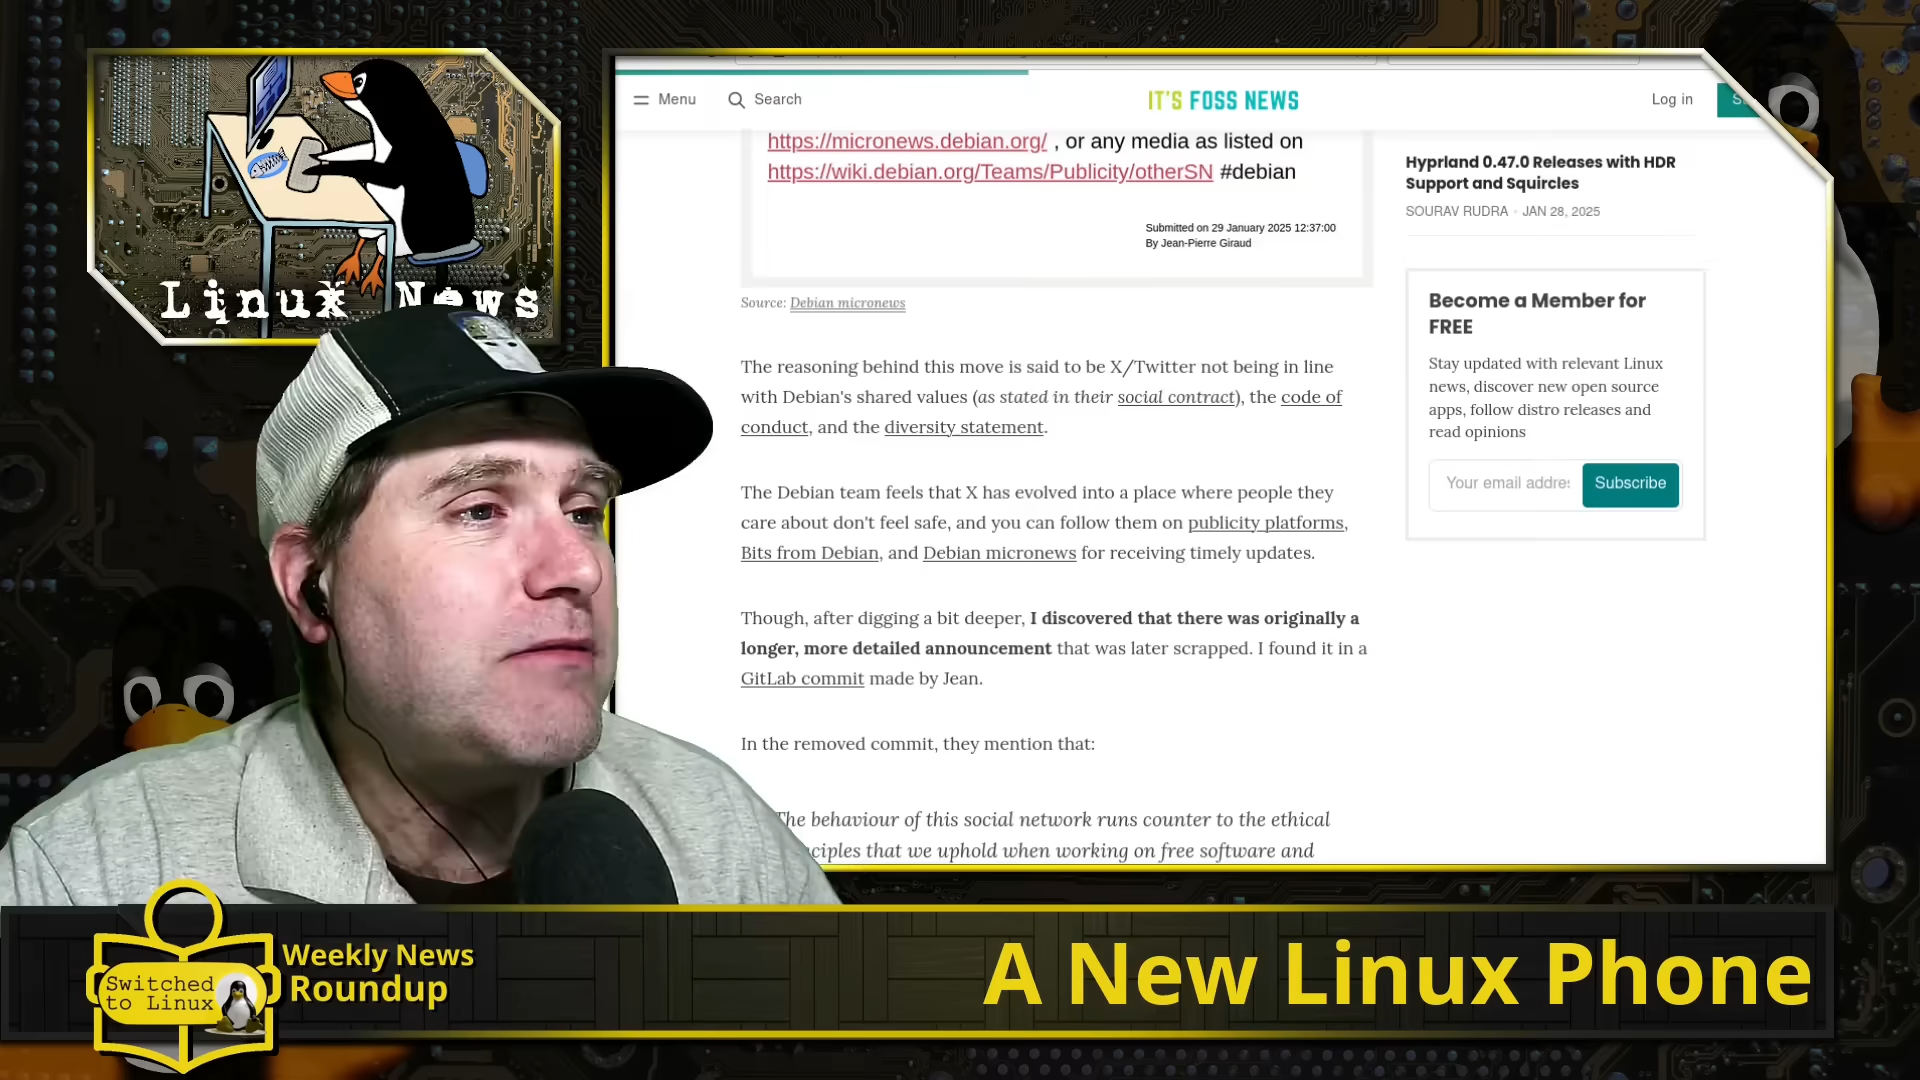 Linux News
Menu
Search
IT'S FOSS NEWS
Log in
https://micronews.debian.org/ , or any media as listed on
https://wiki.debian.org/Teams/Publicity/otherSN #debian
Submitted on 29 January 2025 12:37:00
By Jean-Pierre Giraud
Source: Debian micronews
The reasoning behind this move is said to be X/Twitter not being in line
with Debian's shared values (as stated in their social contract), the code of
conduct, and the diversity statement.
The Debian team feels that X has evolved into a place where people they
care about don't feel safe, and you can follow them on publicity platforms,
Bits from Debian, and Debian micronews for receiving timely updates.
Though, after digging a bit deeper, I discovered that there was originally a
longer, more detailed announcement that was later scrapped. I found it in a
GitLab commit made by Jean.
In the removed commit, they mention that:
The behaviour of this social network runs counter to the ethical
that we uphold when working on free software and
Hyprland 0.47.0 Releases with HDR
Support and Squircles
SOURAV RUDRA • JAN 28, 2025
Become a Member for
FREE
Stay updated with relevant Linux
news, discover new open source
apps, follow distro releases and
read opinions
Your email addre
Subscribe
Switched
to Linux
Weekly News
Roundup
A New Linux Phone